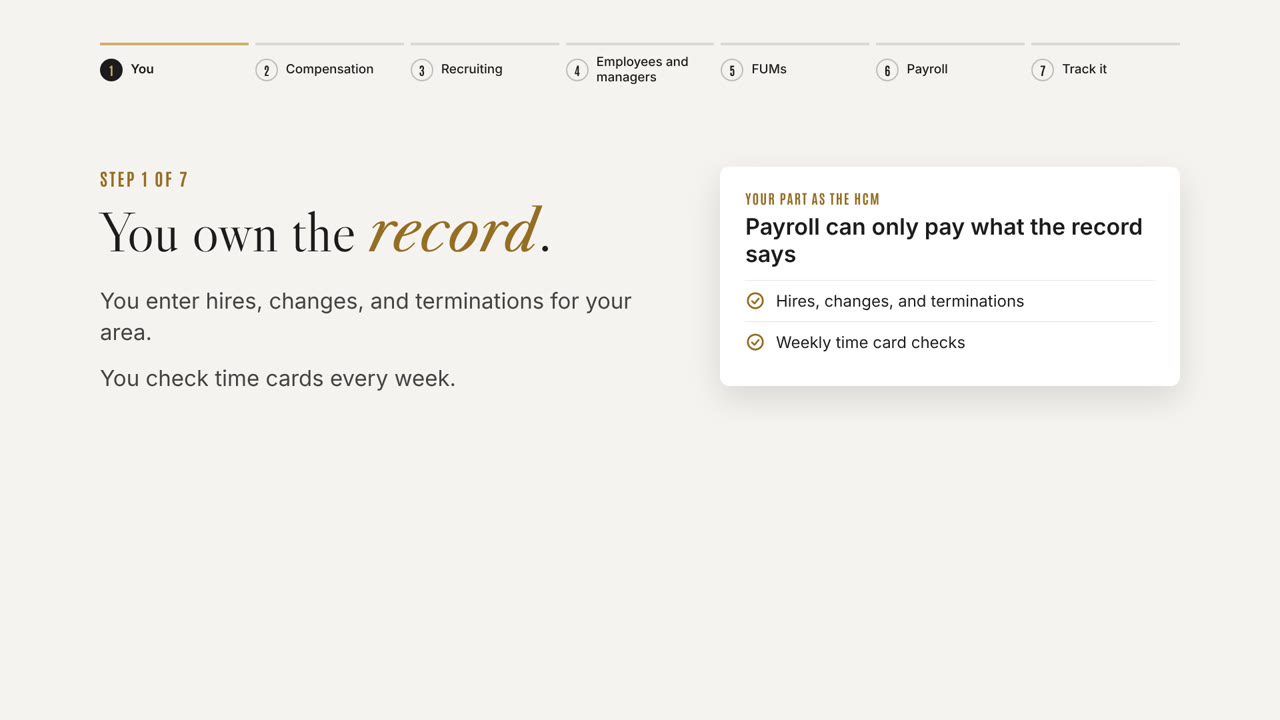 1 You
2 Compensation
3 Recruiting
4 Employees and
managers
5 FUMs
6 Payroll
7 Track it
STEP 1 OF 7
You own the record.
You enter hires, changes, and terminations for your
area.
You check time cards every week.
YOUR PART AS THE HCM
Payroll can only pay what the record
says
Hires, changes, and terminations
Weekly time card checks